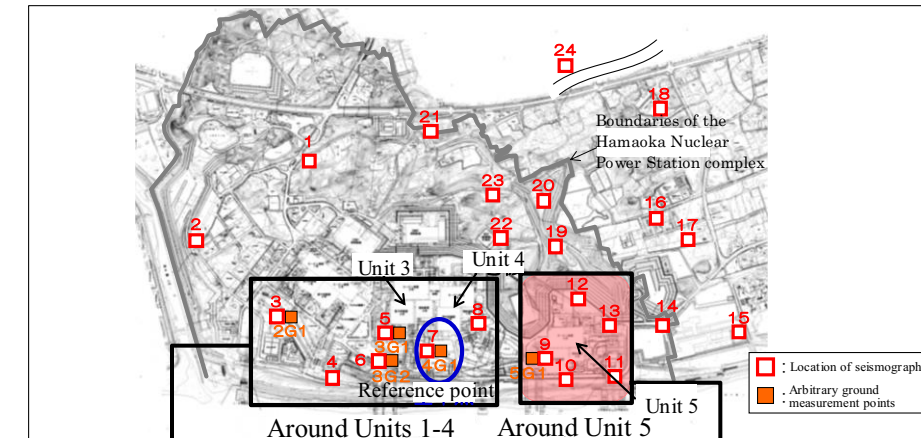 24
18
Boundaries of the
Hamaoka Nuclear
Power Station complex
21
1
23
20
16
2
22
19
17
Unit 3
Unit 4
12
3
2G1
5
3G1
8
13
14
15
7
4G1
6
3G2
9
5G1
4
10
11
Reference point
Unit 5
Around Units 1-4
Around Unit 5
: Location of seismograph
: Arbitrary ground
measurement points